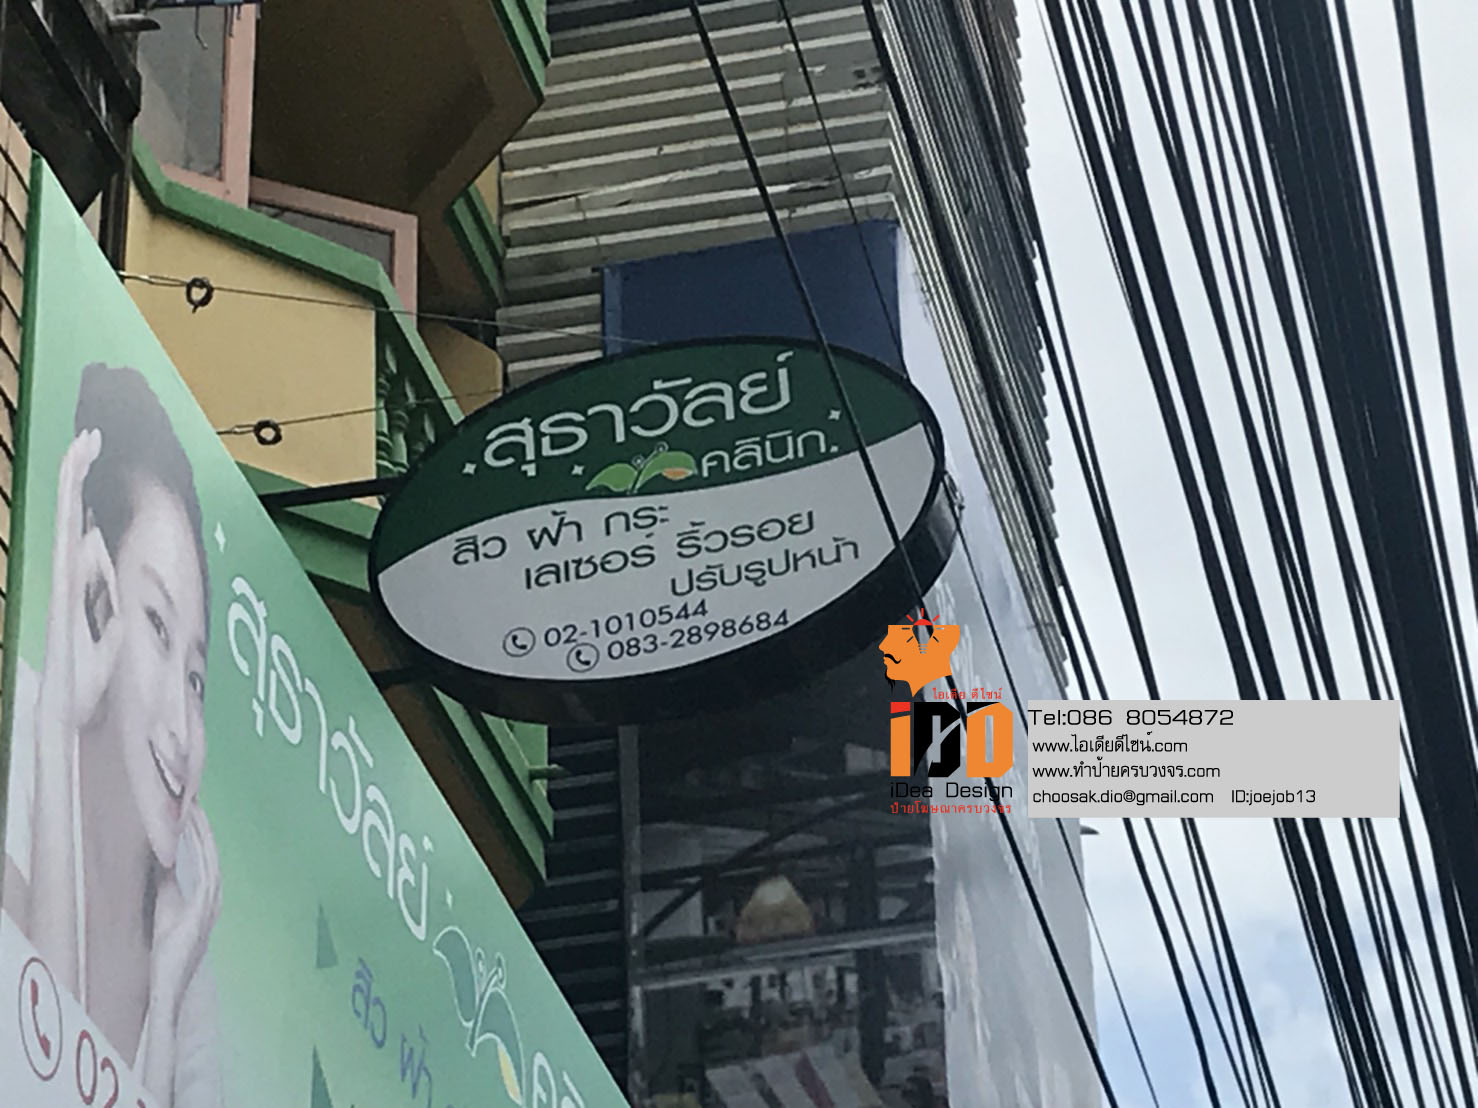 สุธาวัลย์
คลินิก
สิว ฝ้า กระ
เลเซอร์ ริ้วรอย
ปรับรูปหน้า
02-1010544
083-2898684
สุธาวัลย์
สิว ฝ้า
02
ไอเดีย ดีไซน์
iDD
iDea Design
ป้ายโฆษณาครบวงจร
Tel:086 8054872
www.ไอเดียดีไซน์.com
www.ทำป้ายครบวงจร.com
choosak.dio@gmail.com ID:joejob13